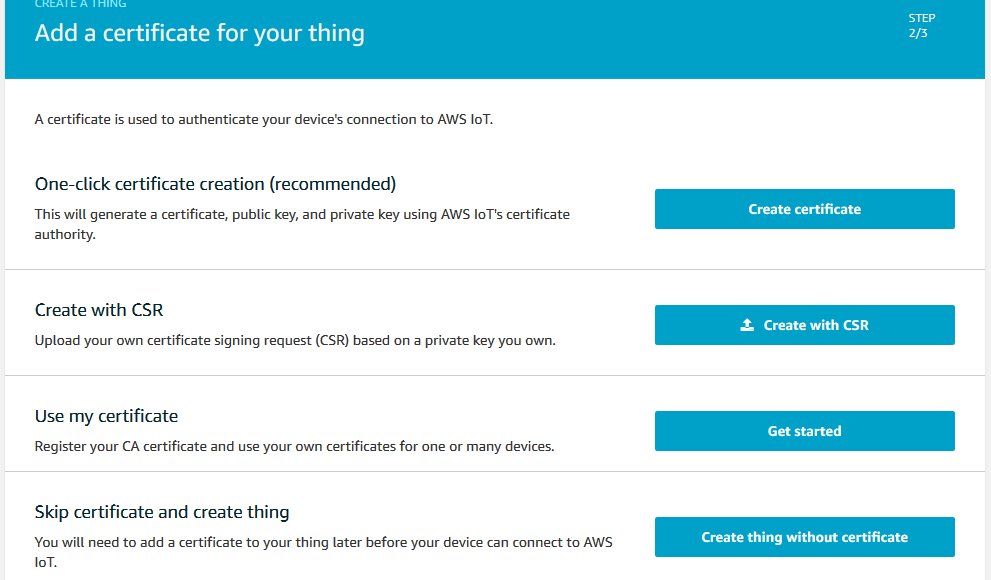 CREATE A THING
Add a certificate for your thing
STEP
2/3
A certificate is used to authenticate your device's connection to AWS IoT.
One-click certificate creation (recommended)
This will generate a certificate, public key, and private key using AWS IoT's certificate
authority.
Create certificate
Create with CSR
Upload your own certificate signing request (CSR) based on a private key you own.
Create with CSR
Use my certificate
Register your CA certificate and use your own certificates for one or many devices.
Get started
Skip certificate and create thing
You will need to add a certificate to your thing later before your device can connect to AWS
IoT.
Create thing without certificate